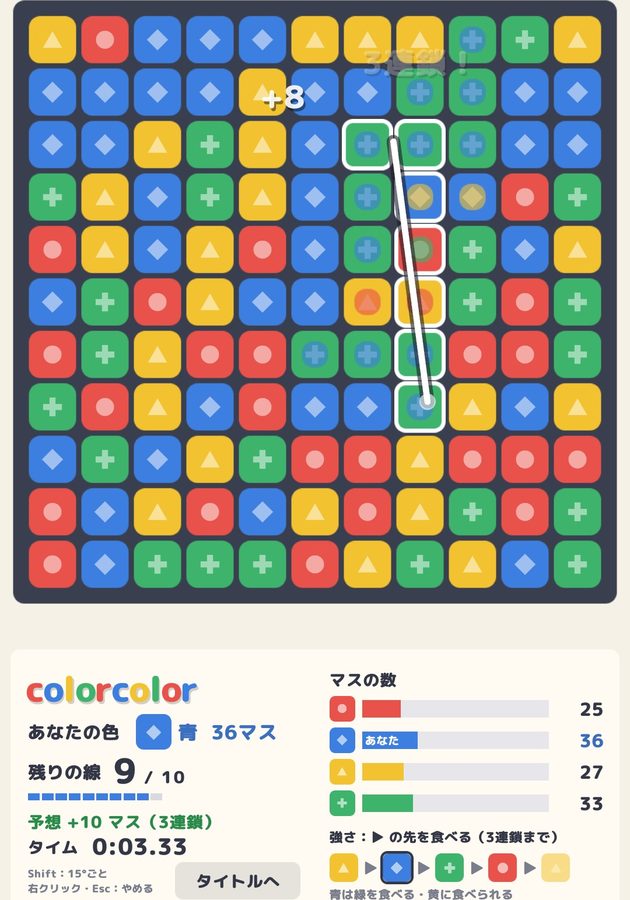 3連鎖！
+8
colorcolor
あなたの色 青 36マス
残りの線 9 / 10
予想 +10 マス（3連鎖）
タイム 0:03.33
Shift：15°ごと
右クリック・Esc：やめる
タイトルへ
マスの数
25
あなた 36
27
33
強さ：▶ の先を食べる（3連鎖まで）
青は緑を食べる・黄に食べられる